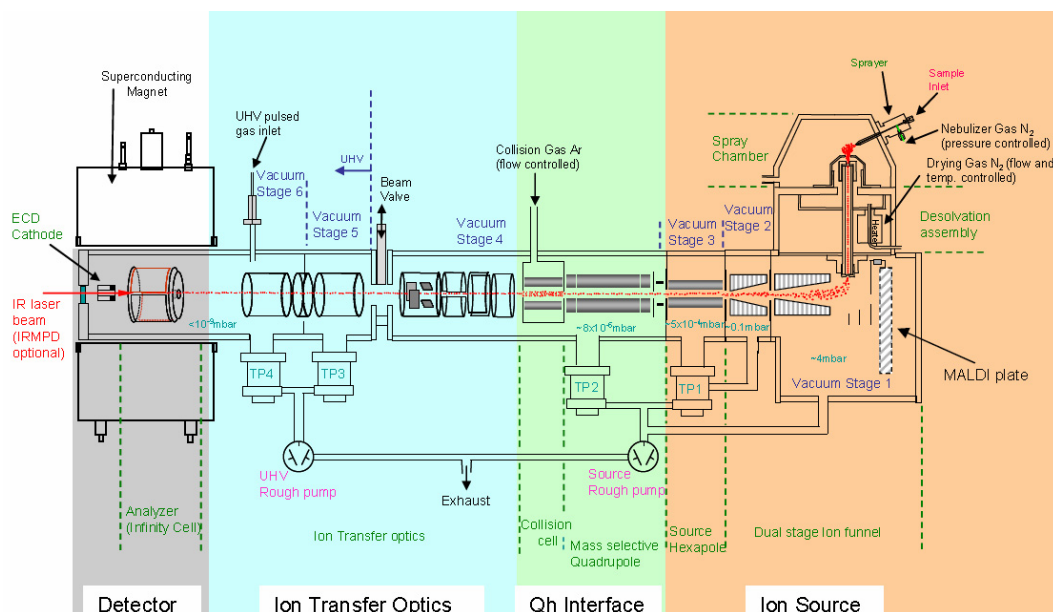 Superconducting
Magnet
ECD
Cathode
IR laser
beam
(IRMPD
optional)
<10⁻⁹mbar
Analyzer
(Infinity Cell)
Detector
UHV pulsed
gas inlet
UHV
Vacuum
Stage 6
Vacuum
Stage 5
Beam
Valve
Vacuum
Stage 4
TP4
TP3
UHV
Rough pump
Exhaust
Ion Transfer optics
Ion Transfer Optics
Collision Gas Ar
(flow controlled)
~8x10⁻⁶mbar
TP2
Source
Rough pump
Collision
cell
Mass selective
Quadrupole
Qh Interface
Vacuum
Stage 3
Vacuum
Stage 2
~5x10⁻⁴mbar
~0.1mbar
TP1
Source
Hexapole
Sprayer
Sample
Inlet
Nebulizer Gas N₂
(pressure controlled)
Drying Gas N₂ (flow and
temp. controlled)
Spray
Chamber
Heater
Desolvation
assembly
~4mbar
Vacuum Stage 1
MALDI plate
Dual stage Ion funnel
Ion Source